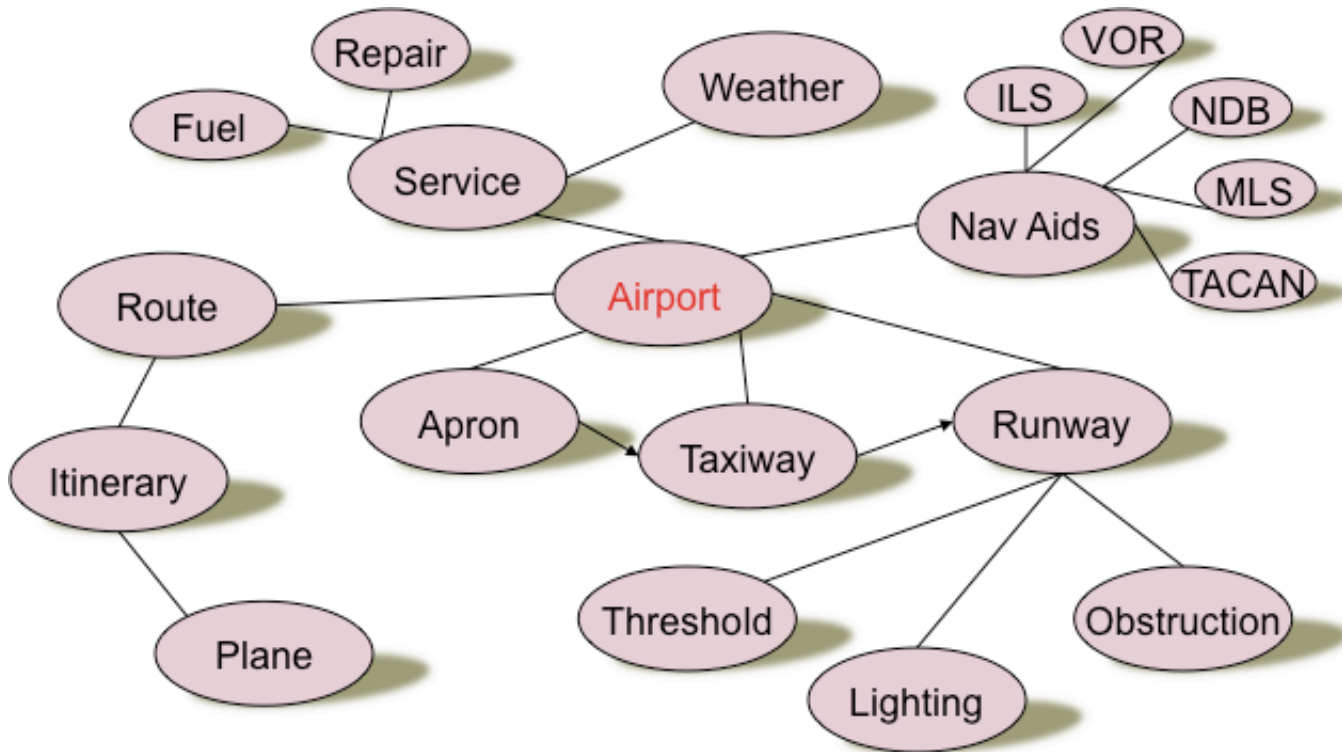 Repair
VOR
Weather
ILS
NDB
Fuel
Service
MLS
Nav Aids
TACAN
Route
Airport
Apron
Runway
Taxiway
Itinerary
Threshold
Obstruction
Plane
Lighting